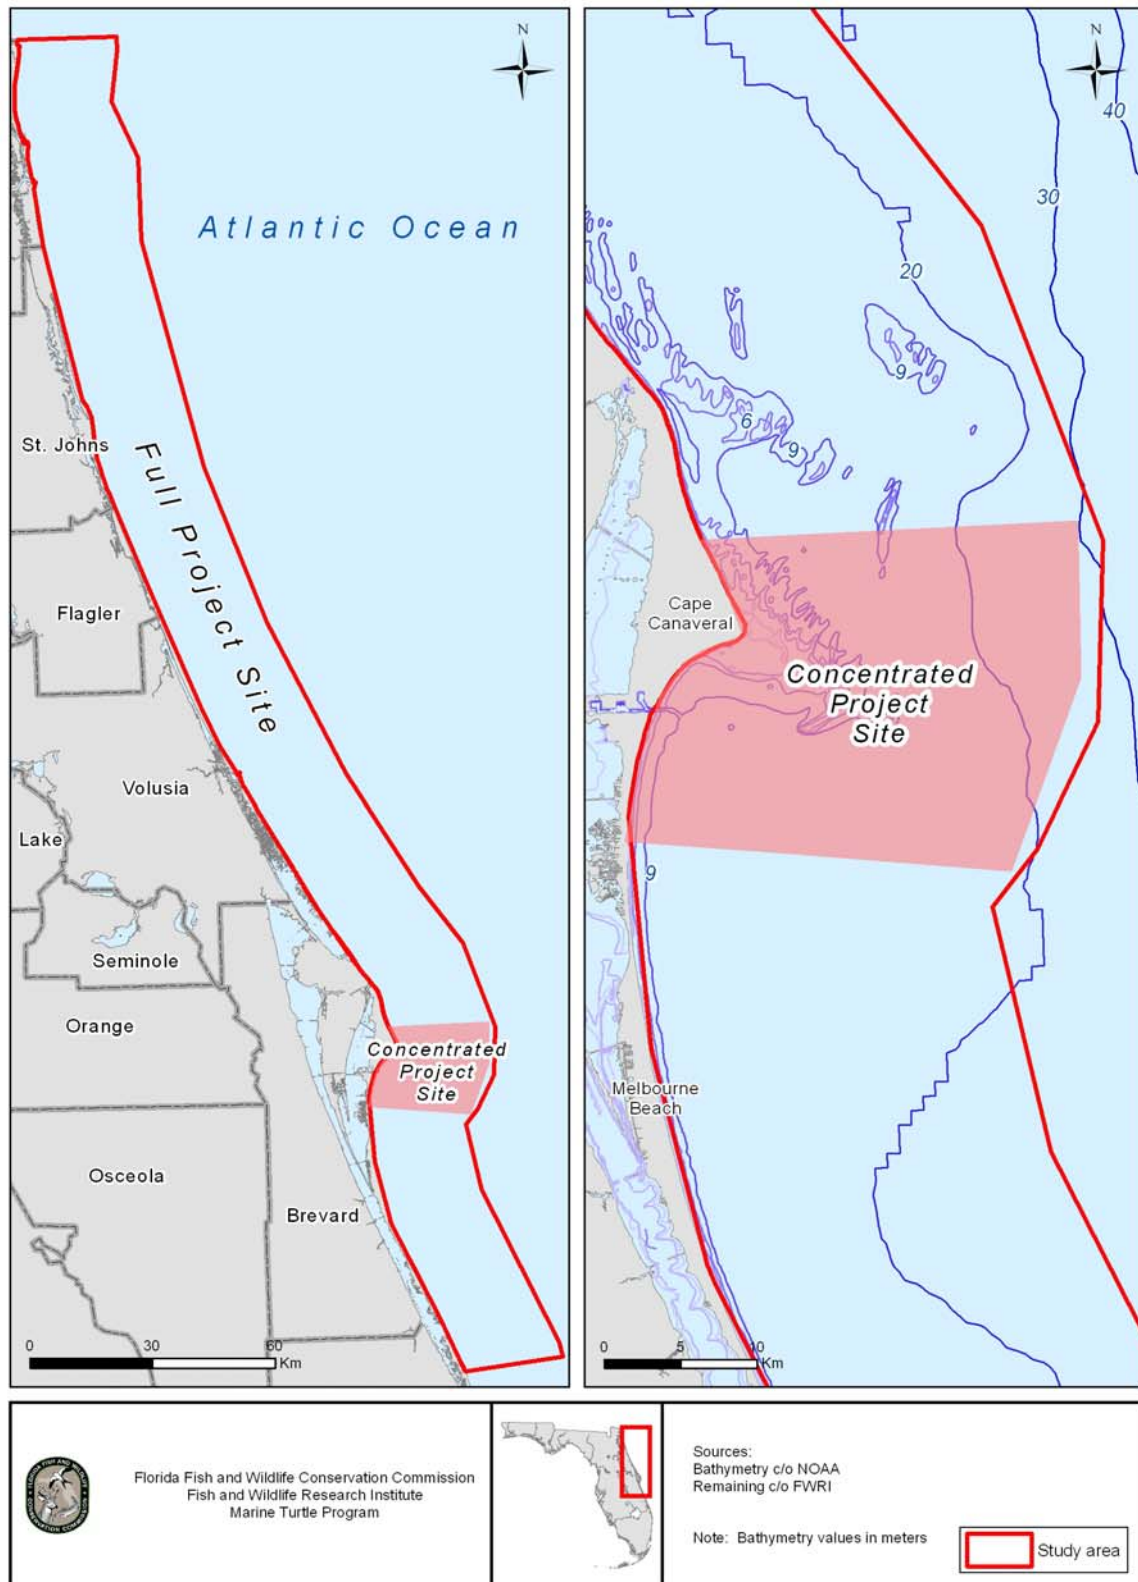 N
Atlantic Ocean
St. Johns
Full Project Site
Flagler
Volusia
Lake
Seminole
Orange
Concentrated
Project
Site
Osceola
Brevard
0 30 60
Km
N
40
30
20
9
6
9
Cape
Canaveral
Concentrated
Project
Site
9
Melbourne
Beach
0 5 10
Km
Florida Fish and Wildlife Conservation Commission
Fish and Wildlife Research Institute
Marine Turtle Program
Sources:
Bathymetry c/o NOAA
Remaining c/o FWRI
Note: Bathymetry values in meters
Study area